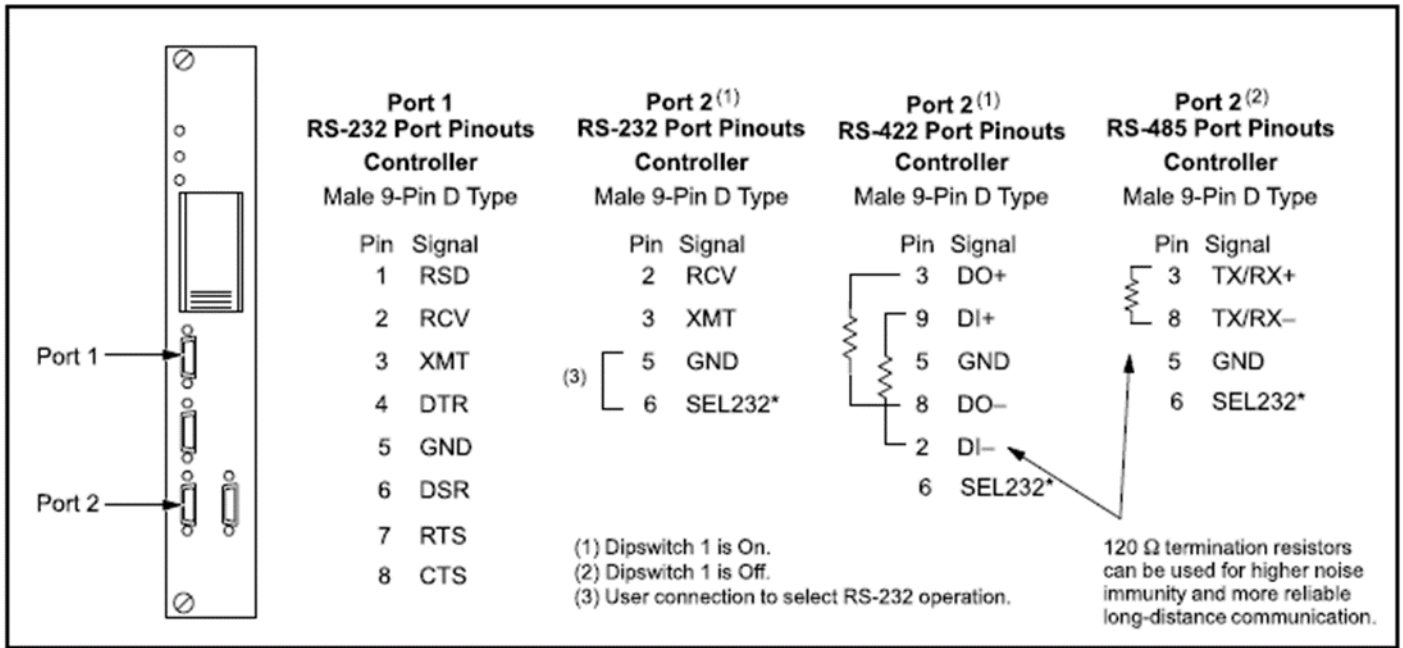 Port 1
Port 2
Port 1
RS-232 Port Pinouts
Controller
Male 9-Pin D Type
Pin Signal
1 RSD
2 RCV
3 XMT
4 DTR
5 GND
6 DSR
7 RTS
8 CTS
Port 2 (1)
RS-232 Port Pinouts
Controller
Male 9-Pin D Type
Pin Signal
2 RCV
3 XMT
(3)
5 GND
6 SEL232*
Port 2 (1)
RS-422 Port Pinouts
Controller
Male 9-Pin D Type
Pin Signal
3 DO+
9 DI+
5 GND
8 DO–
2 DI–
6 SEL232*
Port 2 (2)
RS-485 Port Pinouts
Controller
Male 9-Pin D Type
Pin Signal
3 TX/RX+
8 TX/RX–
5 GND
6 SEL232*
(1) Dipswitch 1 is On.
(2) Dipswitch 1 is Off.
(3) User connection to select RS-232 operation.
120 Ω termination resistors
can be used for higher noise
immunity and more reliable
long-distance communication.